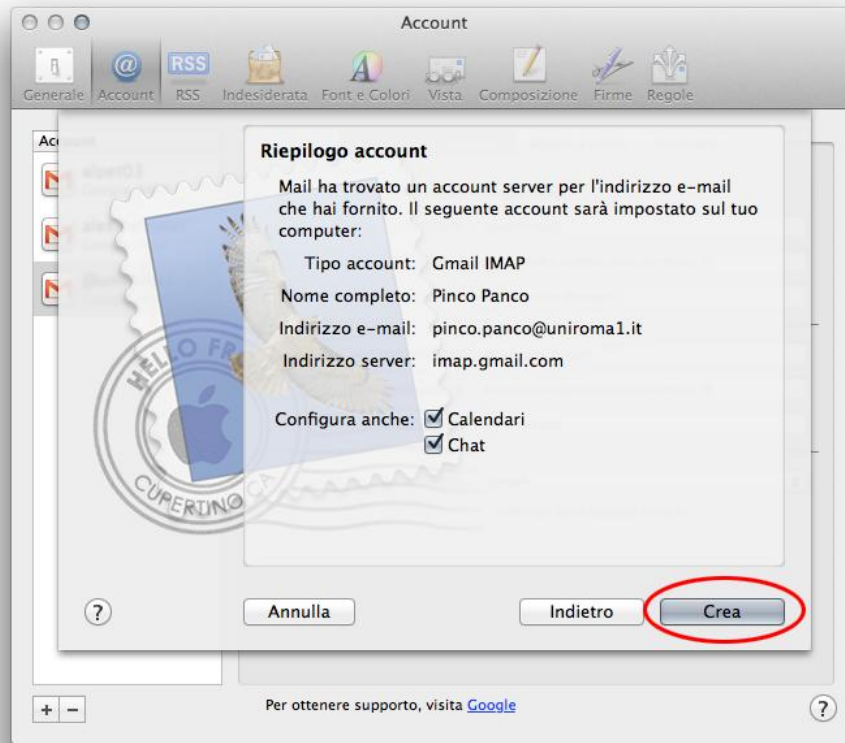 Account
Generale Account RSS Indesiderata Font e Colori Vista Composizione Firme Regole
RSS
Riepilogo account
Mail ha trovato un account server per l'indirizzo e-mail
che hai fornito. Il seguente account sarà impostato sul tuo
computer:
Tipo account: Gmail IMAP
Nome completo: Pinco Panco
Indirizzo e-mail: pinco.panco@uniroma1.it
Indirizzo server: imap.gmail.com
Configura anche: Calendari
Chat
HELLO FR
CUPERTINO CA
? Annulla Indietro Crea
+ − Per ottenere supporto, visita Google ?